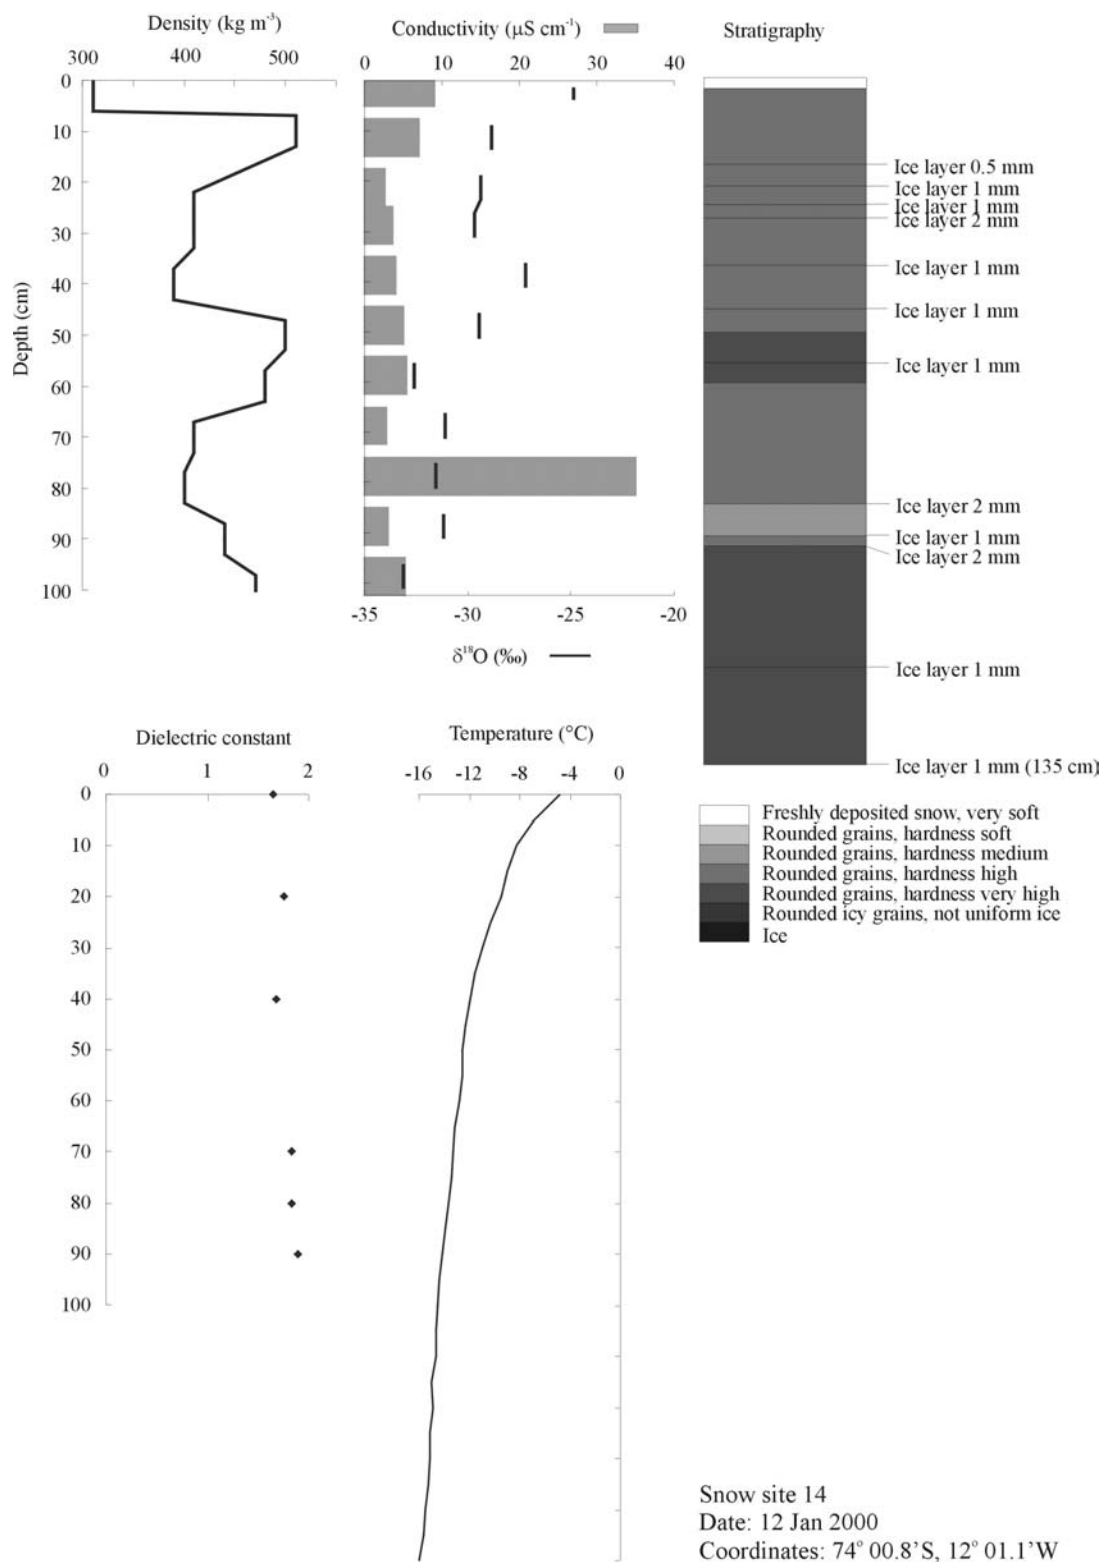 Density (kg m⁻³)
300 400 500
Conductivity (µS cm⁻¹)
0 10 20 30 40
Stratigraphy
Depth (cm)
0
10
20
30
40
50
60
70
80
90
100
-35 -30 -25 -20
δ¹⁸O (‰)
Ice layer 0.5 mm
Ice layer 1 mm
Ice layer 1 mm
Ice layer 2 mm
Ice layer 1 mm
Ice layer 1 mm
Ice layer 1 mm
Ice layer 2 mm
Ice layer 1 mm
Ice layer 2 mm
Ice layer 1 mm
Ice layer 1 mm (135 cm)
Dielectric constant
0 1 2
0
10
20
30
40
50
60
70
80
90
100
Temperature (°C)
-16 -12 -8 -4 0
Freshly deposited snow, very soft
Rounded grains, hardness soft
Rounded grains, hardness medium
Rounded grains, hardness high
Rounded grains, hardness very high
Rounded icy grains, not uniform ice
Ice
Snow site 14
Date: 12 Jan 2000
Coordinates: 74° 00.8'S, 12° 01.1'W